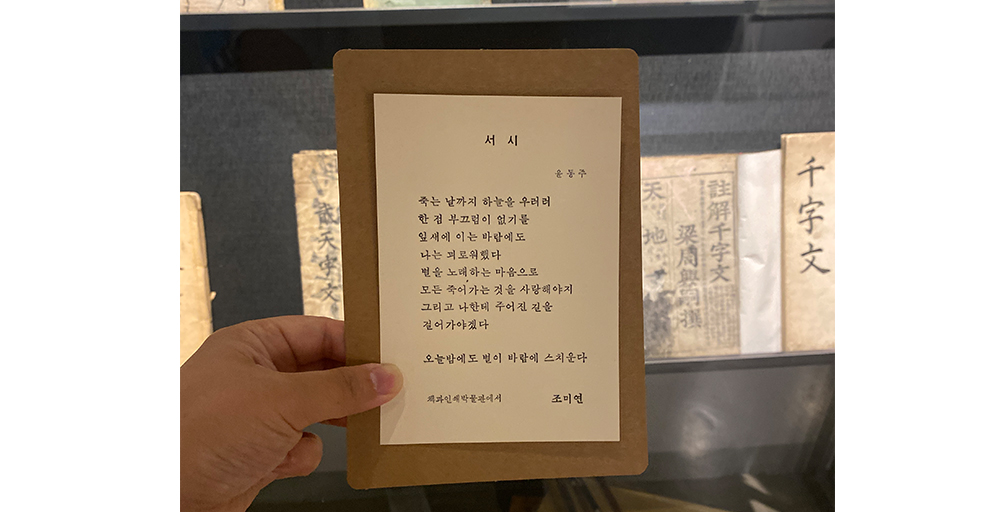 서 시
윤동주
죽는 날까지 하늘을 우러러
한 점 부끄럼이 없기를
잎새에 이는 바람에도
나는 괴로워했다
별을 노래하는 마음으로
모든 죽어가는 것을 사랑해야지
그리고 나한테 주어진 길을
걸어가야겠다
오늘밤에도 별이 바람에 스치운다
책과인쇄박물관에서 조미연
天字文
天地
註解千字文
梁周興嗣撰
千字文